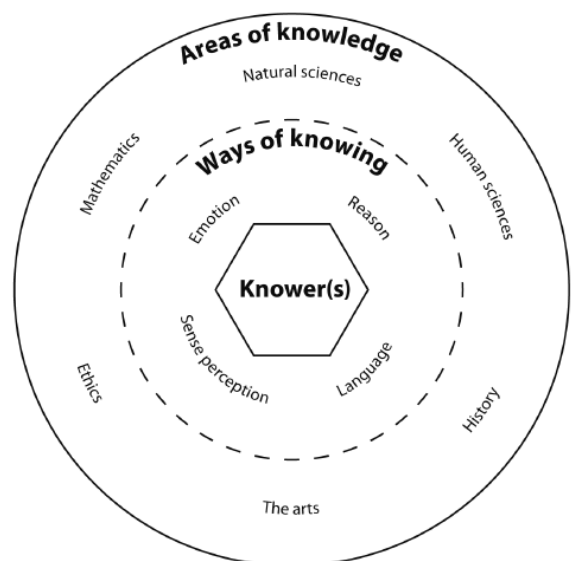 Areas of knowledge
Natural sciences
Mathematics
Human sciences
Ways of knowing
Emotion
Reason
Knower(s)
Sense perception
Language
Ethics
History
The arts